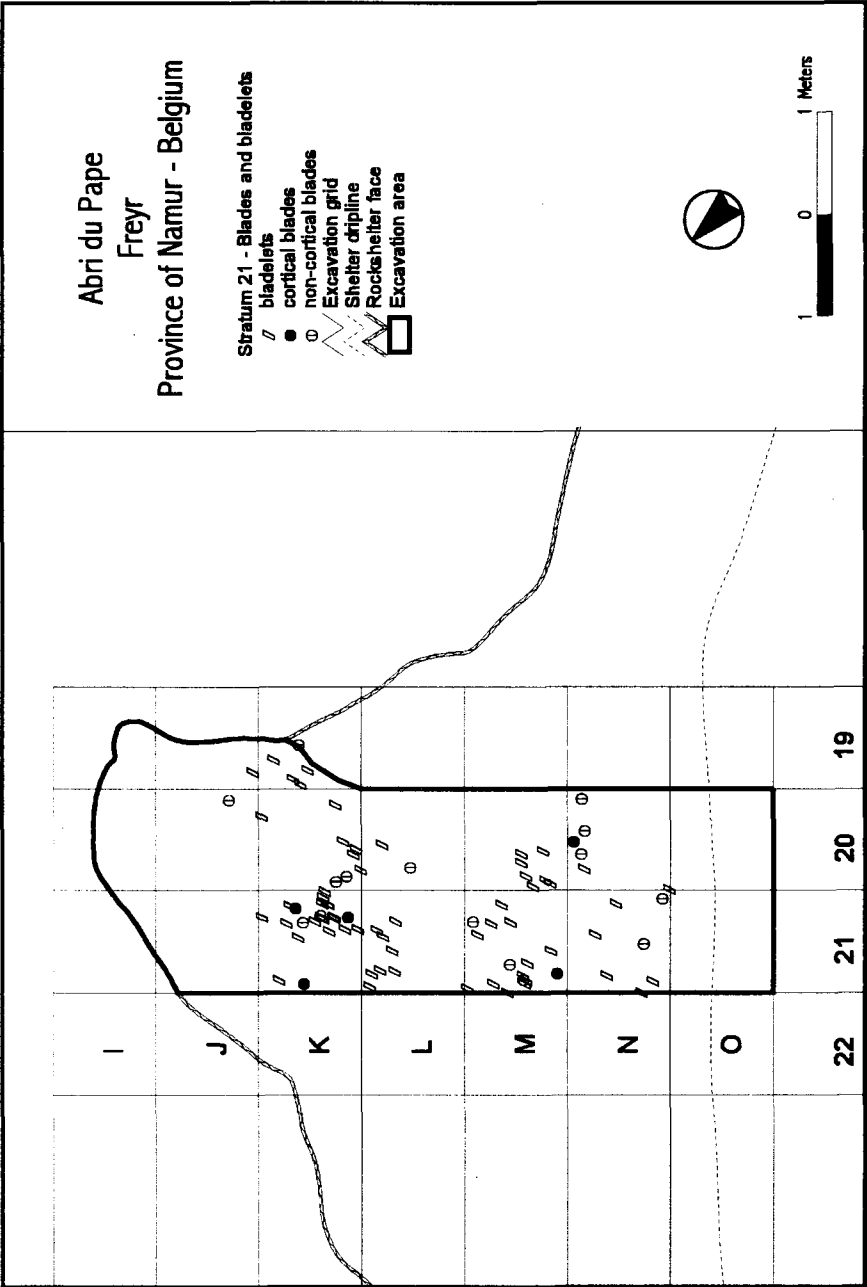 Abri du Pape
Freyr
Province of Namur - Belgium
Stratum 21 - Blades and bladelets
bladelets
cortical blades
non-cortical blades
Excavation grid
Shelter dripline
Rockshelter face
Excavation area
1 0 1 Meters
I
J
K
L
M
N
O
22 21 20 19